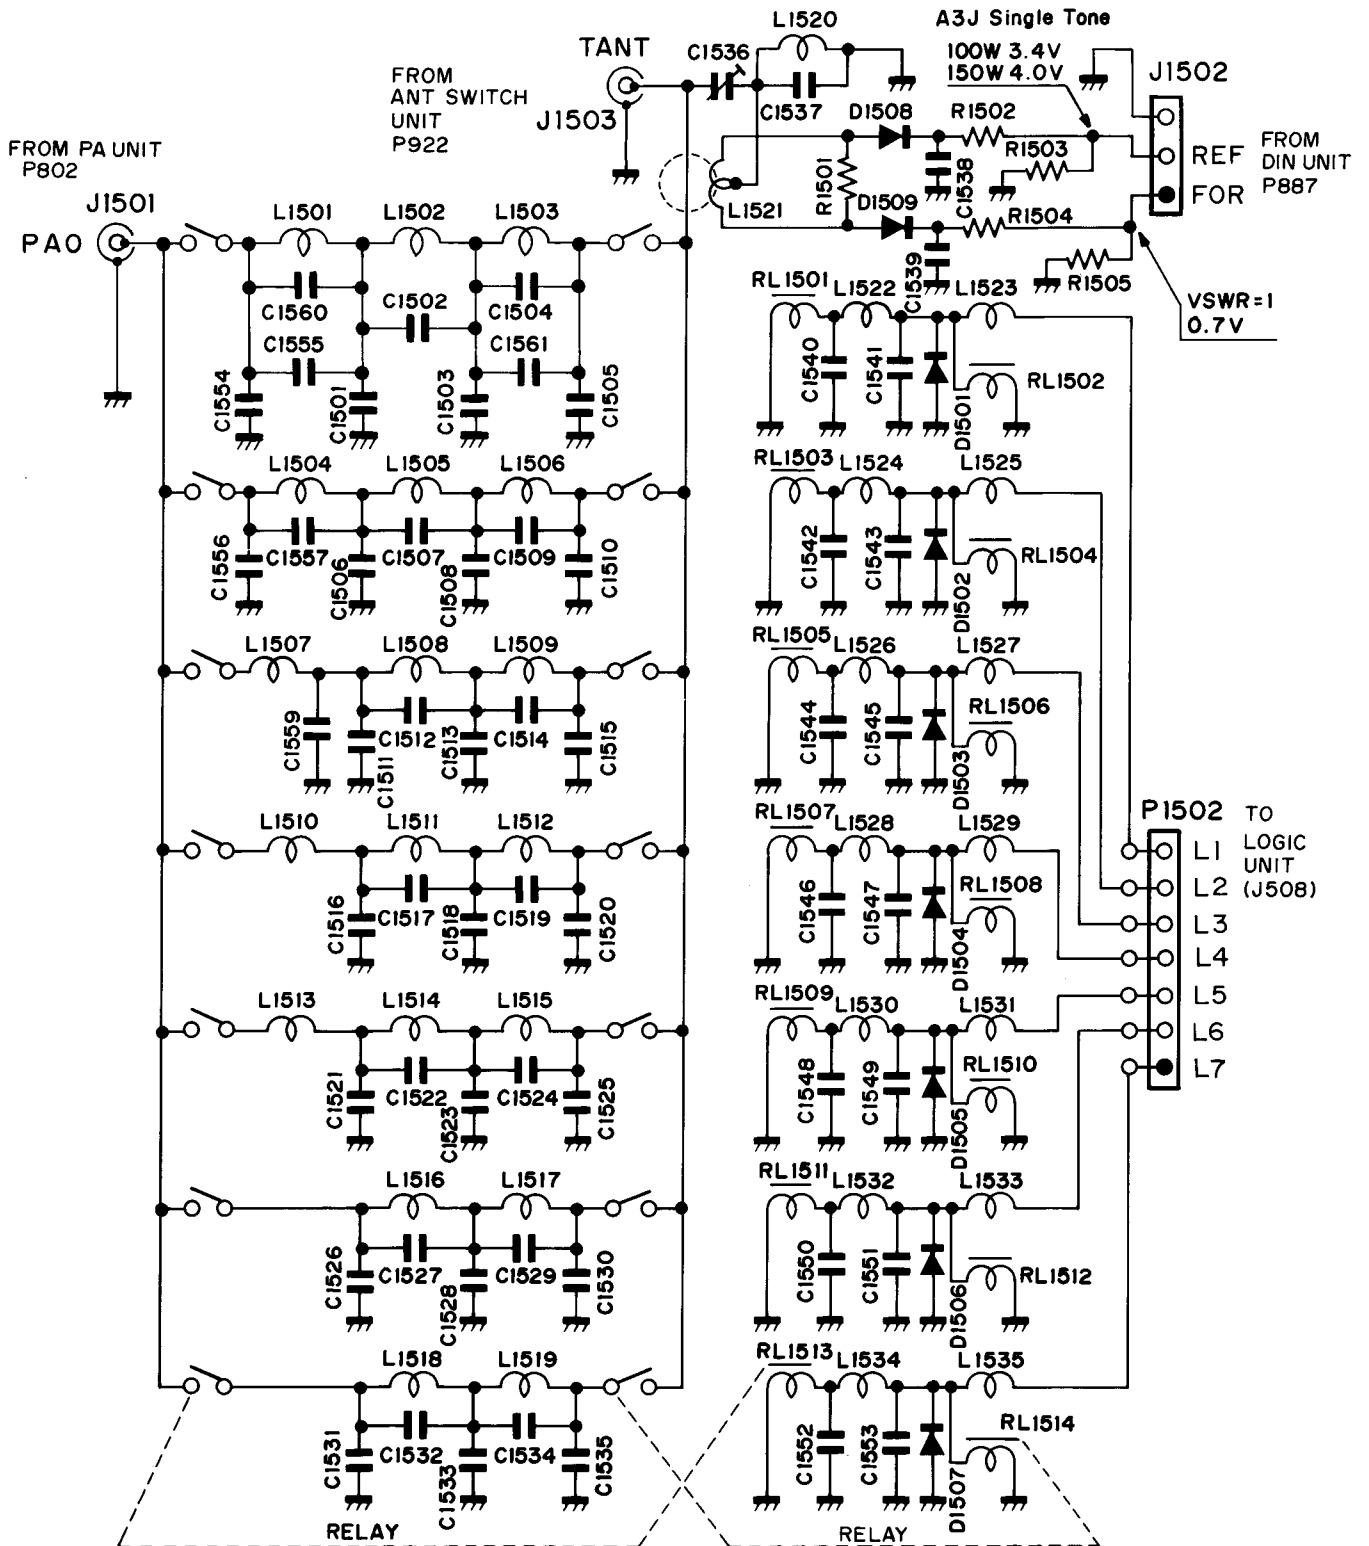 TANT
J1503
FROM
ANT SWITCH
UNIT
P922
FROM PA UNIT
P802
J1501
PAO
L1520
C1536
C1537
A3J Single Tone
100W 3.4V
150W 4.0V
J1502
REF
FOR
FROM
DIN UNIT
P887
D1508
R1502
R1503
R1501
C1538
D1509
R1504
L1521
C1539
R1505
VSWR=1
0.7V
L1501
L1502
L1503
C1560
C1502
C1504
C1555
C1561
C1554
C1501
C1503
C1505
RL1501
L1522
L1523
C1540
C1541
D1501
RL1502
L1504
L1505
L1506
C1556
C1557
C1506
C1507
C1508
C1509
C1510
RL1503
L1524
L1525
C1542
C1543
D1502
RL1504
L1507
L1508
L1509
C1559
C1511
C1512
C1513
C1514
C1515
RL1505
L1526
L1527
C1544
C1545
D1503
RL1506
L1510
L1511
L1512
C1516
C1517
C1518
C1519
C1520
RL1507
L1528
L1529
C1546
C1547
D1504
RL1508
P1502
TO
LOGIC
UNIT
(J508)
L1
L2
L3
L4
L5
L6
L7
L1513
L1514
L1515
C1521
C1522
C1523
C1524
C1525
RL1509
L1530
L1531
C1548
C1549
D1505
RL1510
L1516
L1517
C1526
C1527
C1528
C1529
C1530
RL1511
L1532
L1533
C1550
C1551
D1506
RL1512
L1518
L1519
C1531
C1532
C1533
C1534
C1535
RL1513
L1534
L1535
C1552
C1553
D1507
RL1514
RELAY
RELAY